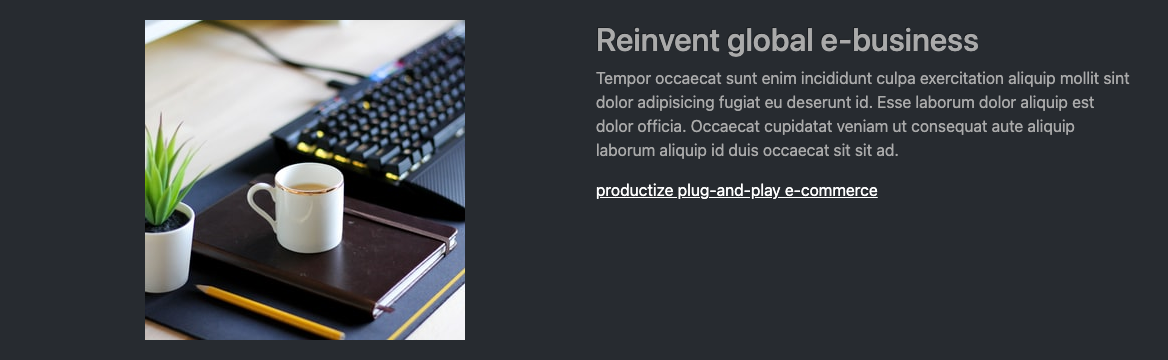 Reinvent global e-business
Tempor occaecat sunt enim incididunt culpa exercitation aliquip mollit sint
dolor adipisicing fugiat eu deserunt id. Esse laborum dolor aliquip est
dolor officia. Occaecat cupidatat veniam ut consequat aute aliquip
laborum aliquip id duis occaecat sit sit ad.
productize plug-and-play e-commerce